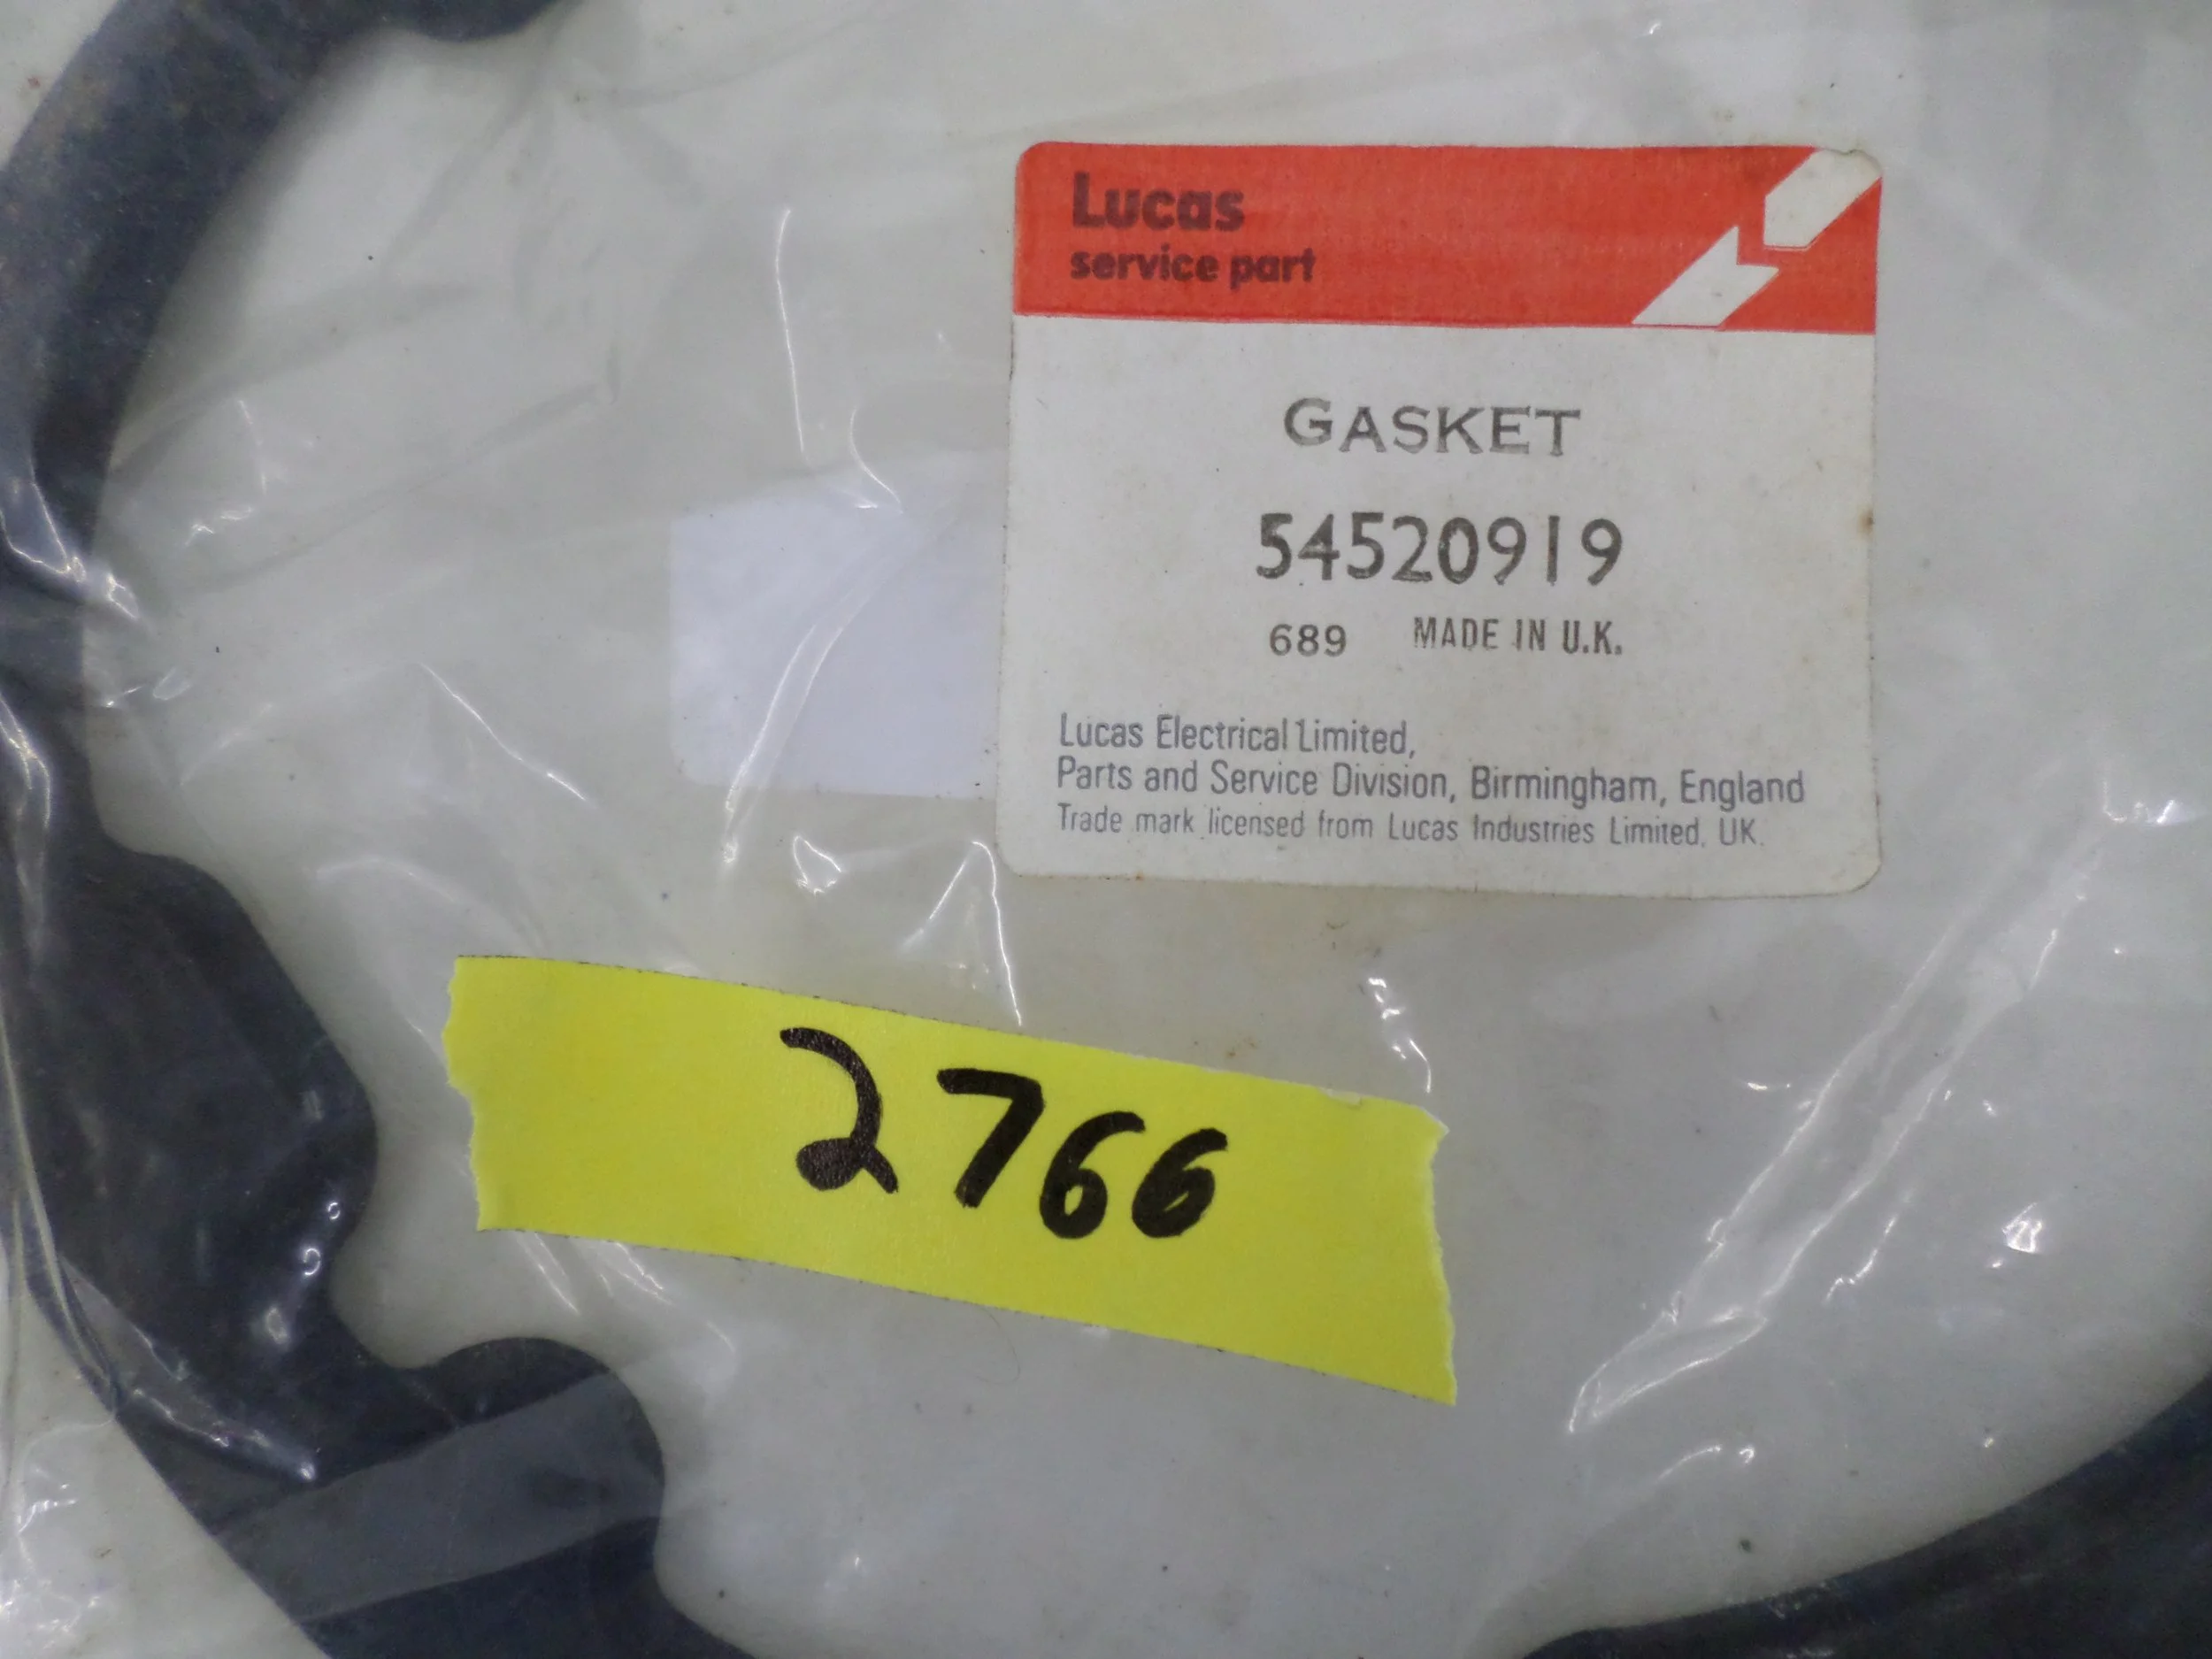 Lucas
service part
GASKET
54520919
689 MADE IN U.K.
Lucas Electrical Limited,
Parts and Service Division, Birmingham, England
Trade mark licensed from Lucas Industries Limited, UK.
2766